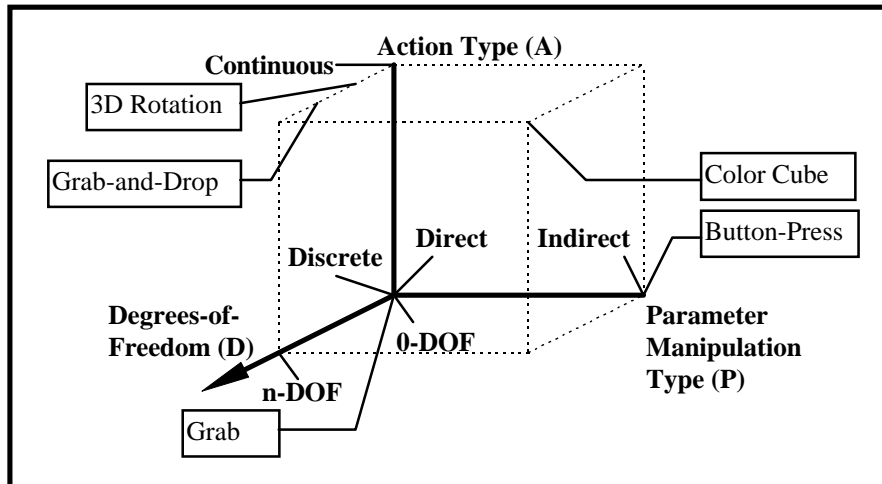 Action Type (A)
Continuous
3D Rotation
Grab-and-Drop
Color Cube
Button-Press
Direct
Indirect
Discrete
Degrees-of-
Freedom (D)
0-DOF
Parameter
Manipulation
Type (P)
n-DOF
Grab